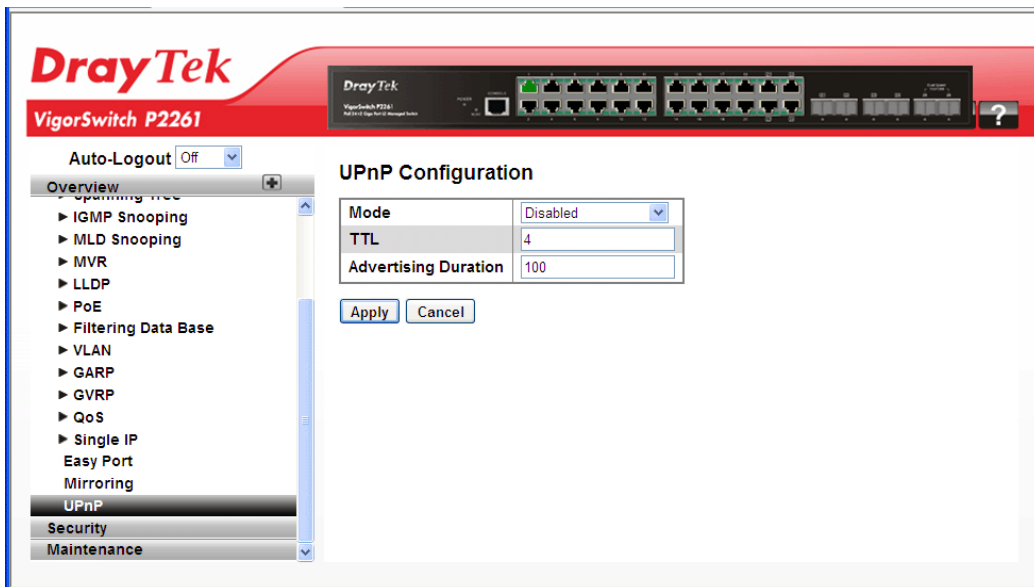 DrayTek
VigorSwitch P2261
DrayTek
VigorSwitch P2261
?
Auto-Logout Off
Overview
Spanning Tree
IGMP Snooping
MLD Snooping
MVR
LLDP
PoE
Filtering Data Base
VLAN
GARP
GVRP
QoS
Single IP
Easy Port
Mirroring
UPnP
Security
Maintenance
UPnP Configuration
Mode Disabled
TTL 4
Advertising Duration 100
Apply Cancel